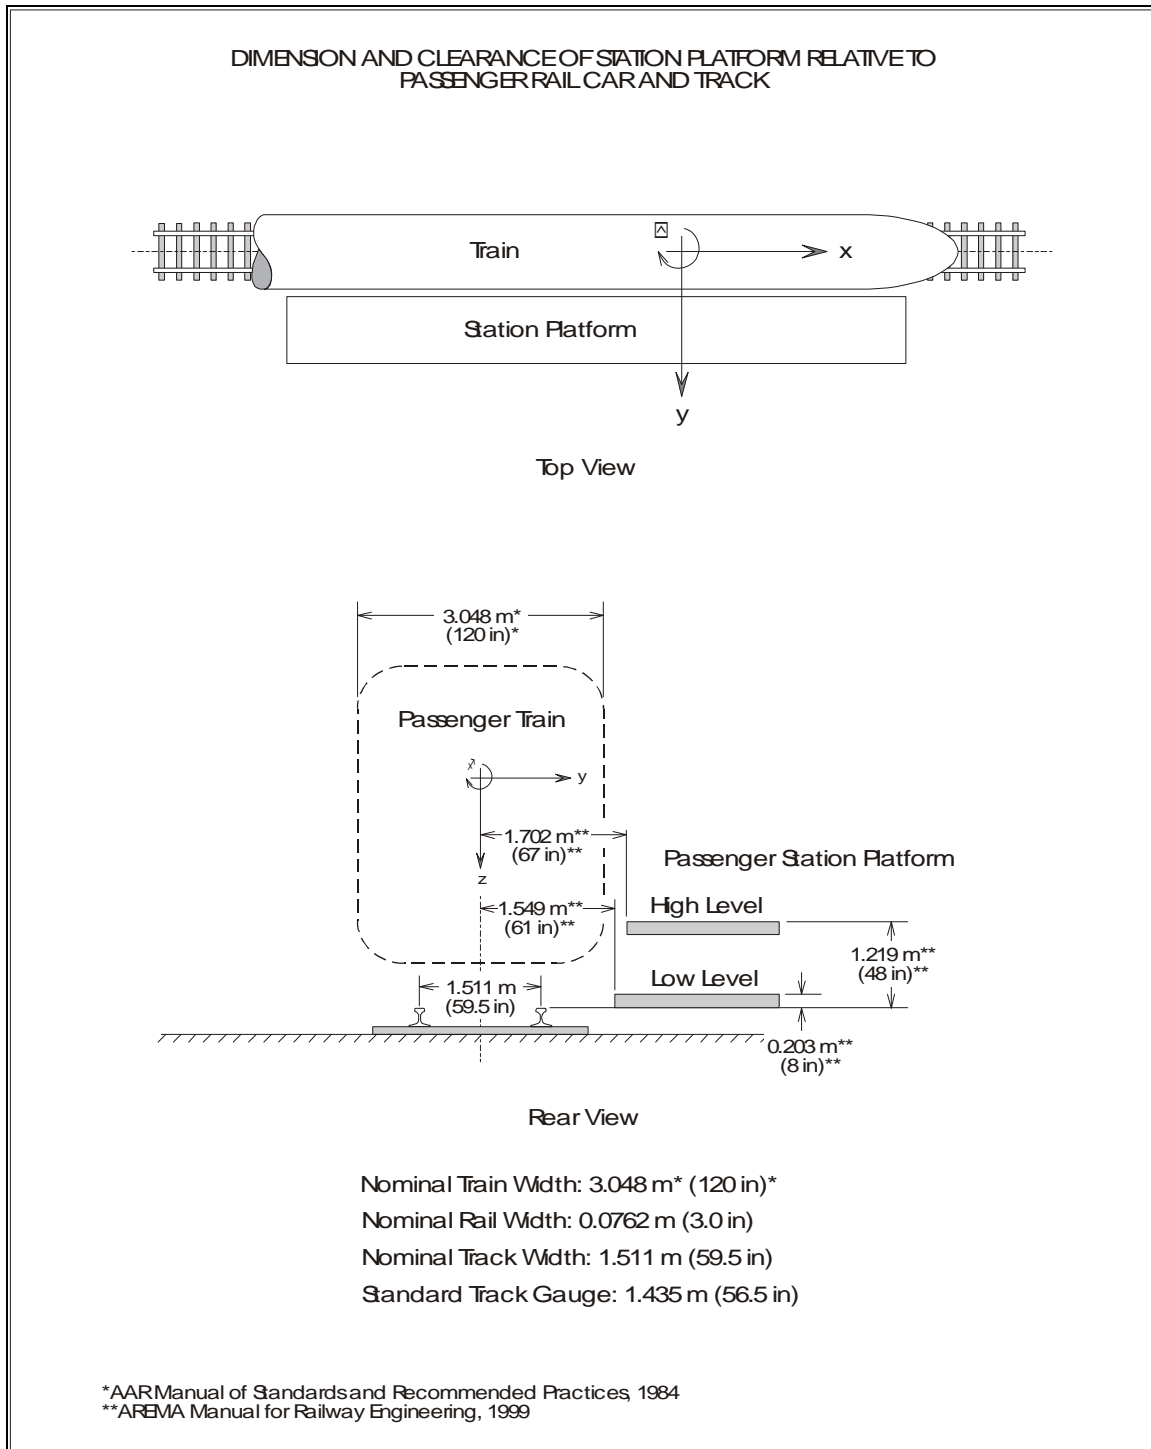 DIMENSION AND CLEARANCE OF STATION PLATFORM RELATIVE TO
PASSENGER RAIL CAR AND TRACK
Train
x
Station Platform
y
Top View
3.048 m*
(120 in)*
Passenger Train
y
1.702 m**
(67 in)**
z
Passenger Station Platform
1.549 m**
(61 in)**
High Level
1.219 m**
(48 in)**
Low Level
1.511 m
(59.5 in)
0.203 m**
(8 in)**
Rear View
Nominal Train Width: 3.048 m* (120 in)*
Nominal Rail Width: 0.0762 m (3.0 in)
Nominal Track Width: 1.511 m (59.5 in)
Standard Track Gauge: 1.435 m (56.5 in)
*AAR Manual of Standards and Recommended Practices, 1984
**AREMA Manual for Railway Engineering, 1999